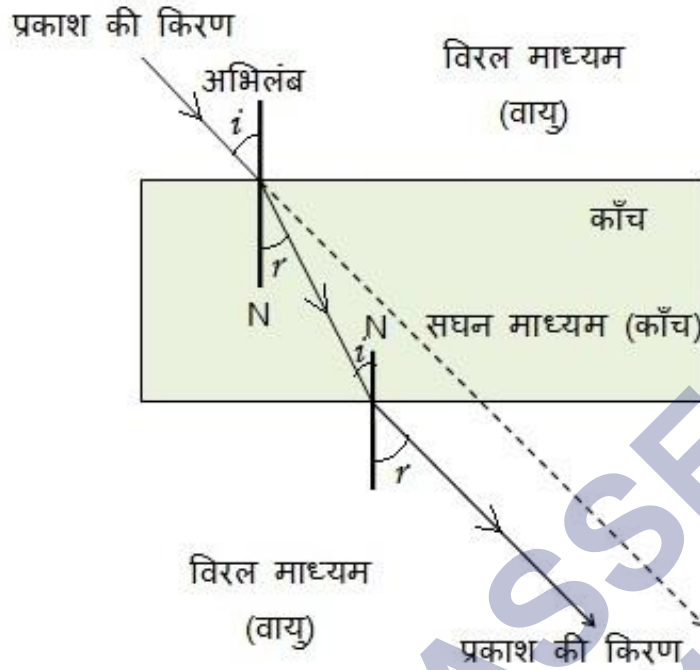 प्रकाश की किरण
विरल माध्यम
(वायु)
अभिलंब
i
काँच
r
N
N
सघन माध्यम (काँच)
i
r
विरल माध्यम
(वायु)
प्रकाश की किरण